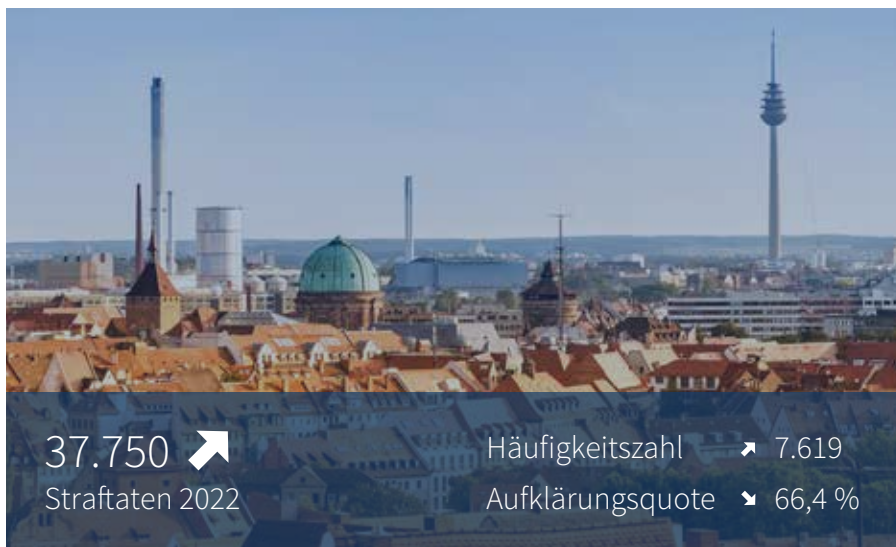 37.750
Straftaten 2022
Häufigkeitszahl 7.619
Aufklärungsquote 66,4 %